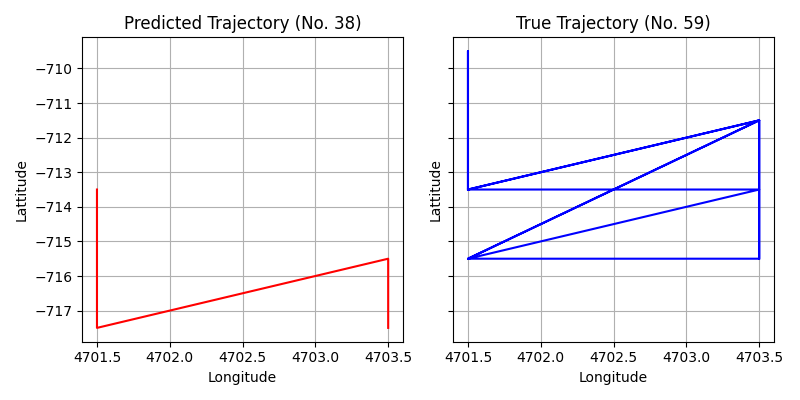 Predicted Trajectory (No. 38)
True Trajectory (No. 59)
Lattitude
−710
−711
−712
−713
−714
−715
−716
−717
4701.5 4702.0 4702.5 4703.0 4703.5
Longitude
Lattitude
4701.5 4702.0 4702.5 4703.0 4703.5
Longitude